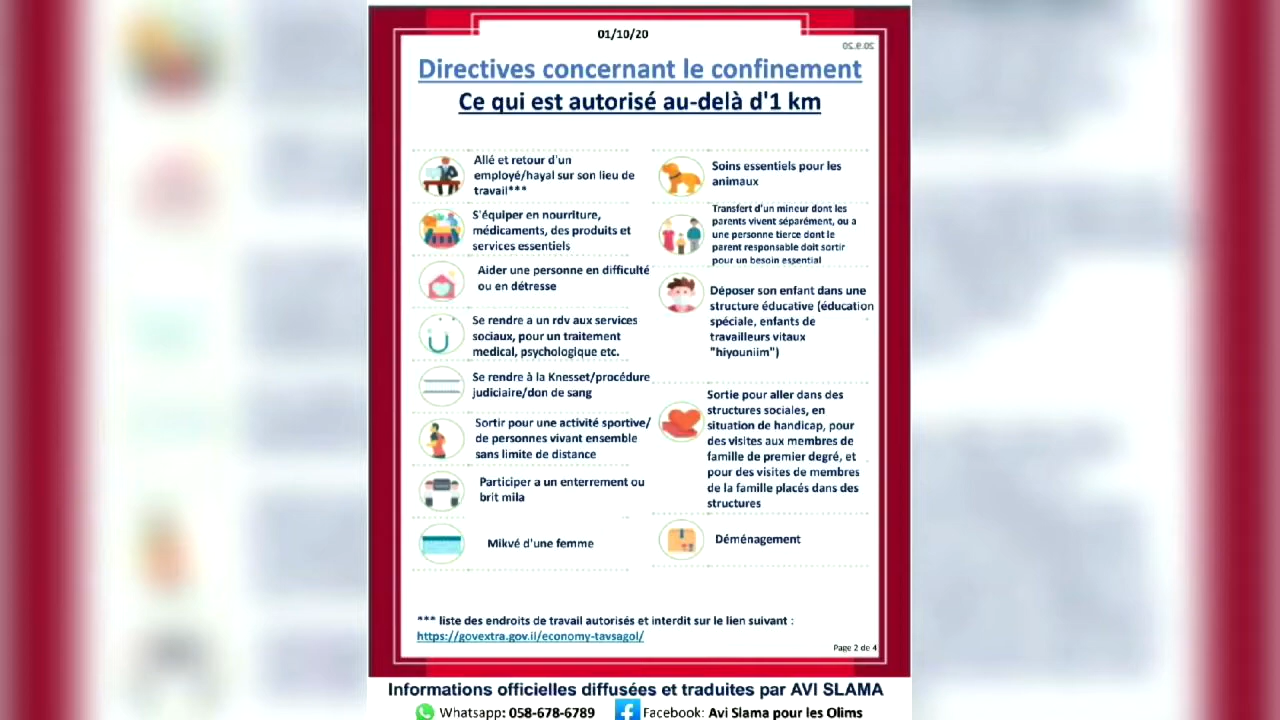 01/10/20
20.9.20
Directives concernant le confinement
Ce qui est autorisé au-delà d'1 km
Allé et retour d'un
employé/hayal sur son lieu de
travail***
S'équiper en nourriture,
médicaments, des produits et
services essentiels
Aider une personne en difficulté
ou en détresse
Se rendre a un rdv aux services
sociaux, pour un traitement
medical, psychologique etc.
Se rendre à la Knesset/procédure
judiciaire/don de sang
Sortir pour une activité sportive/
de personnes vivant ensemble
sans limite de distance
Participer a un enterrement ou
brit mila
Mikvé d'une femme
Soins essentiels pour les
animaux
Transfert d'un mineur dont les
parents vivent séparément, ou a
une personne tierce dont le
parent responsable doit sortir
pour un besoin essential
Déposer son enfant dans une
structure éducative (éducation
spéciale, enfants de
travailleurs vitaux
"hiyouniim")
Sortie pour aller dans des
structures sociales, en
situation de handicap, pour
des visites aux membres de
famille de premier degré, et
pour des visites de membres
de la famille placés dans des
structures
Déménagement
*** liste des endroits de travail autorisés et interdit sur le lien suivant :
https://govextra.gov.il/economy-tavsagol/
Page 2 de 4
Informations officielles diffusées et traduites par AVI SLAMA
Whatsapp: 058-678-6789 Facebook: Avi Slama pour les Olims